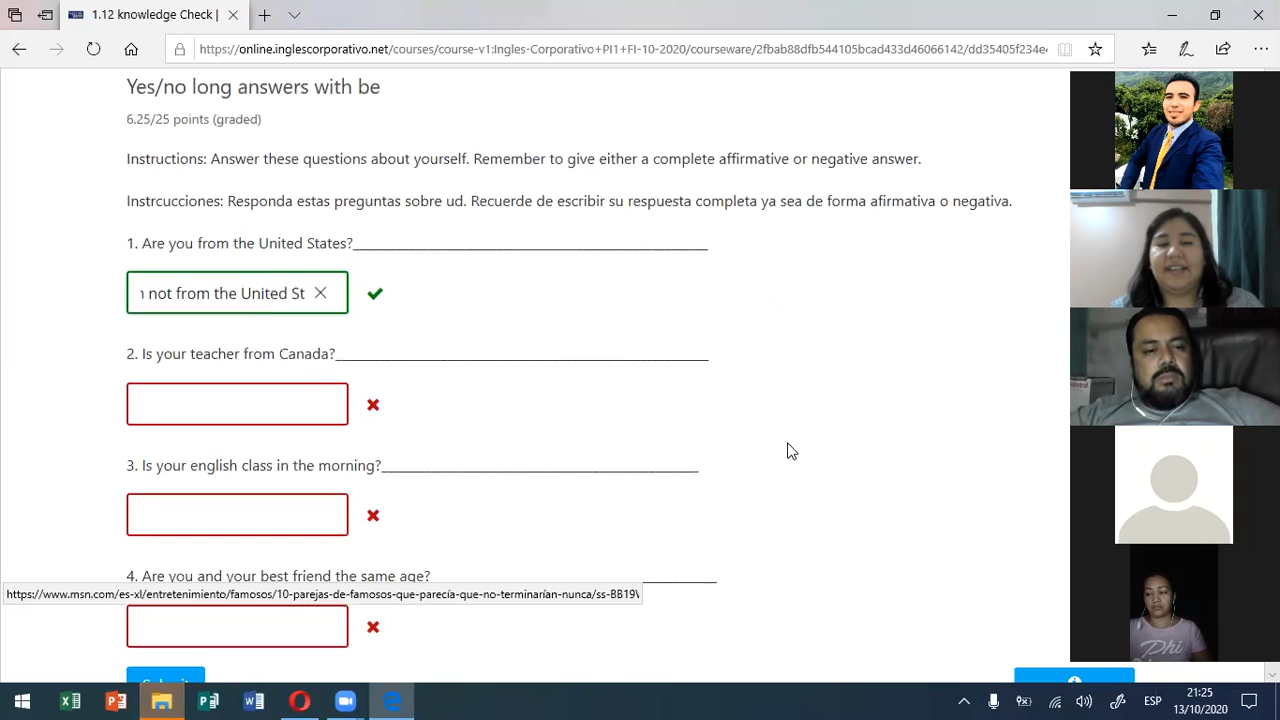 1.12 knowledge Check |
https://online.inglescorporativo.net/courses/course-v1:Ingles-Corporativo+PI1+FI-10-2020/courseware/2fbab88dfb544105bcad433d46066142/dd35405f234e
Yes/no long answers with be
6.25/25 points (graded)
Instructions: Answer these questions about yourself. Remember to give either a complete affirmative or negative answer.
Instrcucciones: Responda estas preguntas sobre ud. Recuerde de escribir su respuesta completa ya sea de forma afirmativa o negativa.
1. Are you from the United States?
not from the United St
2. Is your teacher from Canada?
3. Is your english class in the morning?
4. Are you and your best friend the same age?
https://www.msn.com/es-xl/entretenimiento/famosos/10-parejas-de-famosos-que-parecía-que-no-terminarían-nunca/ss-BB19
Phi
ESP
21:25
13/10/2020